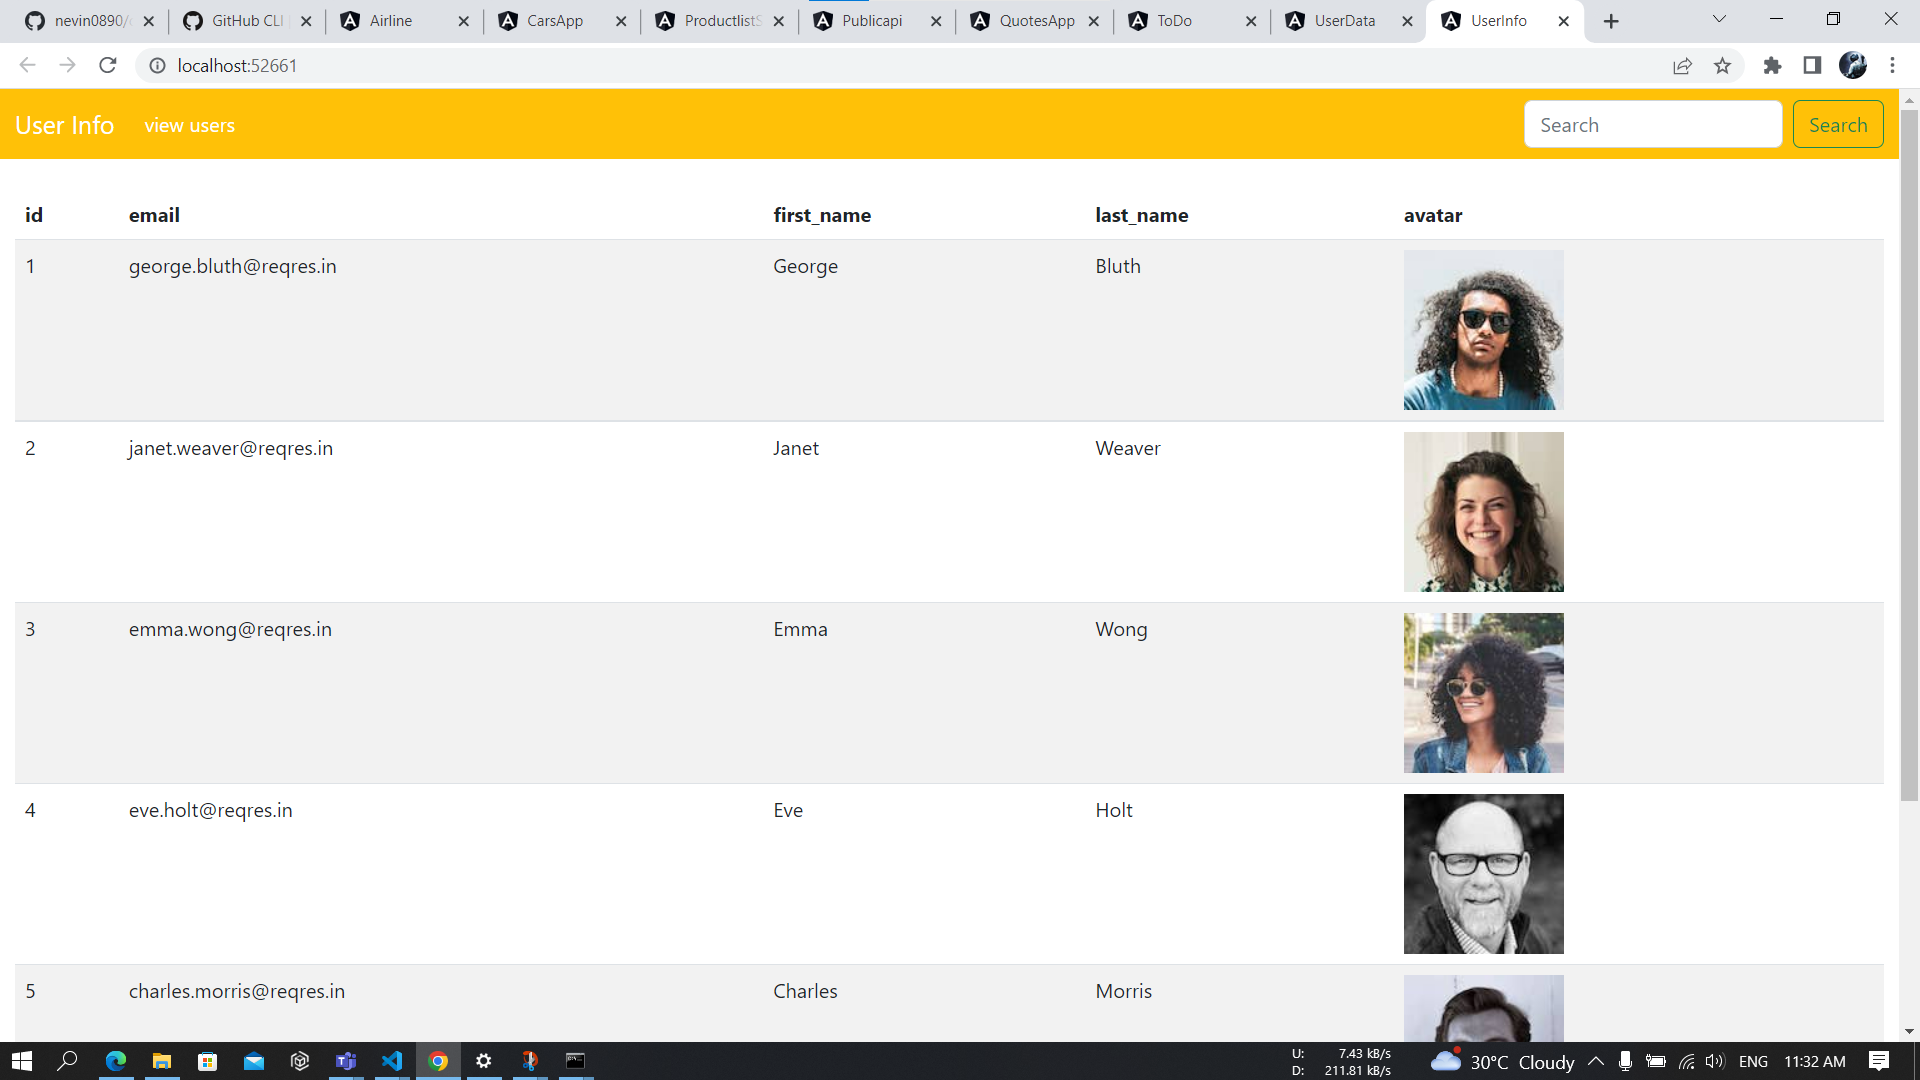 nevin0890/
GitHub CLI
Airline
CarsApp
ProductlistS
Publicapi
QuotesApp
ToDo
UserData
UserInfo
localhost:52661
User Info view users Search Search
id email first_name last_name avatar
1 george.bluth@reqres.in George Bluth
2 janet.weaver@reqres.in Janet Weaver
3 emma.wong@reqres.in Emma Wong
4 eve.holt@reqres.in Eve Holt
5 charles.morris@reqres.in Charles Morris
U: 7.43 kB/s
D: 211.81 kB/s
30°C Cloudy ENG 11:32 AM